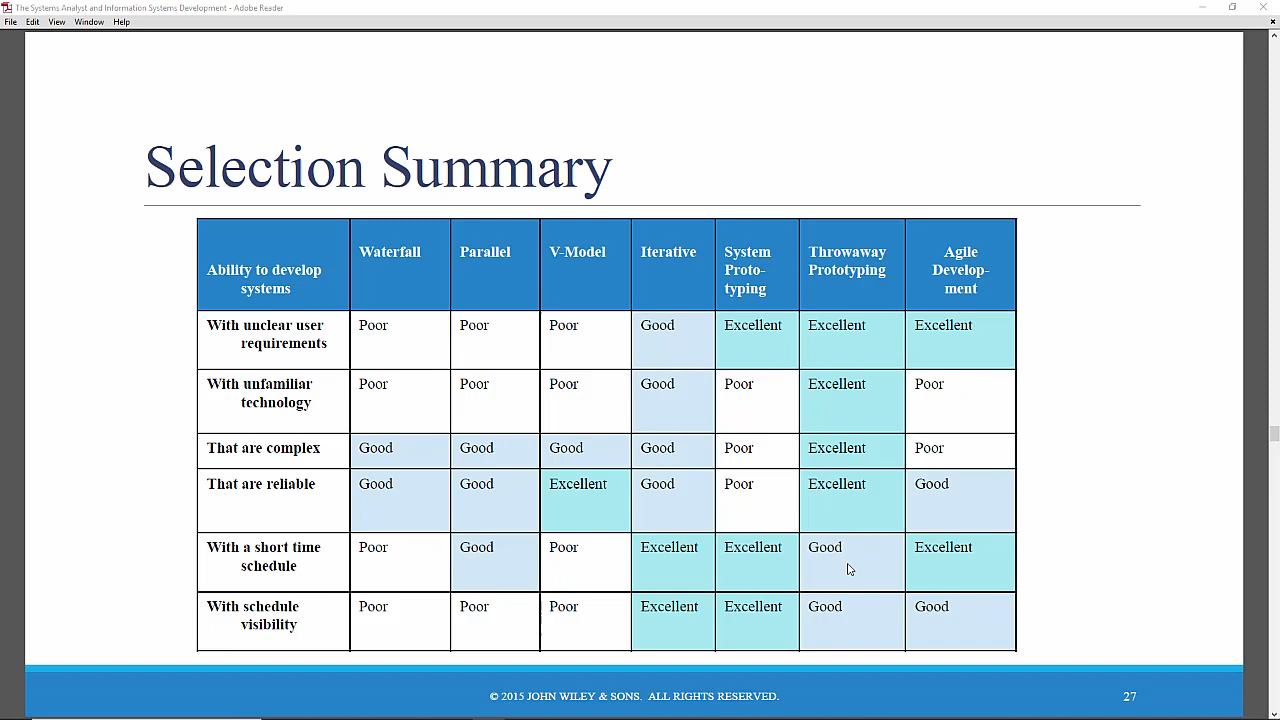 The Systems Analyst and Information Systems Development - Adobe Reader
File Edit View Window Help
Selection Summary
Ability to develop systems Waterfall Parallel V-Model Iterative System Proto-typing Throwaway Prototyping Agile Develop-ment
With unclear user requirements Poor Poor Poor Good Excellent Excellent Excellent
With unfamiliar technology Poor Poor Poor Good Poor Excellent Poor
That are complex Good Good Good Good Poor Excellent Poor
That are reliable Good Good Excellent Good Poor Excellent Good
With a short time schedule Poor Good Poor Excellent Excellent Good Excellent
With schedule visibility Poor Poor Poor Excellent Excellent Good Good
© 2015 JOHN WILEY & SONS. ALL RIGHTS RESERVED. 27